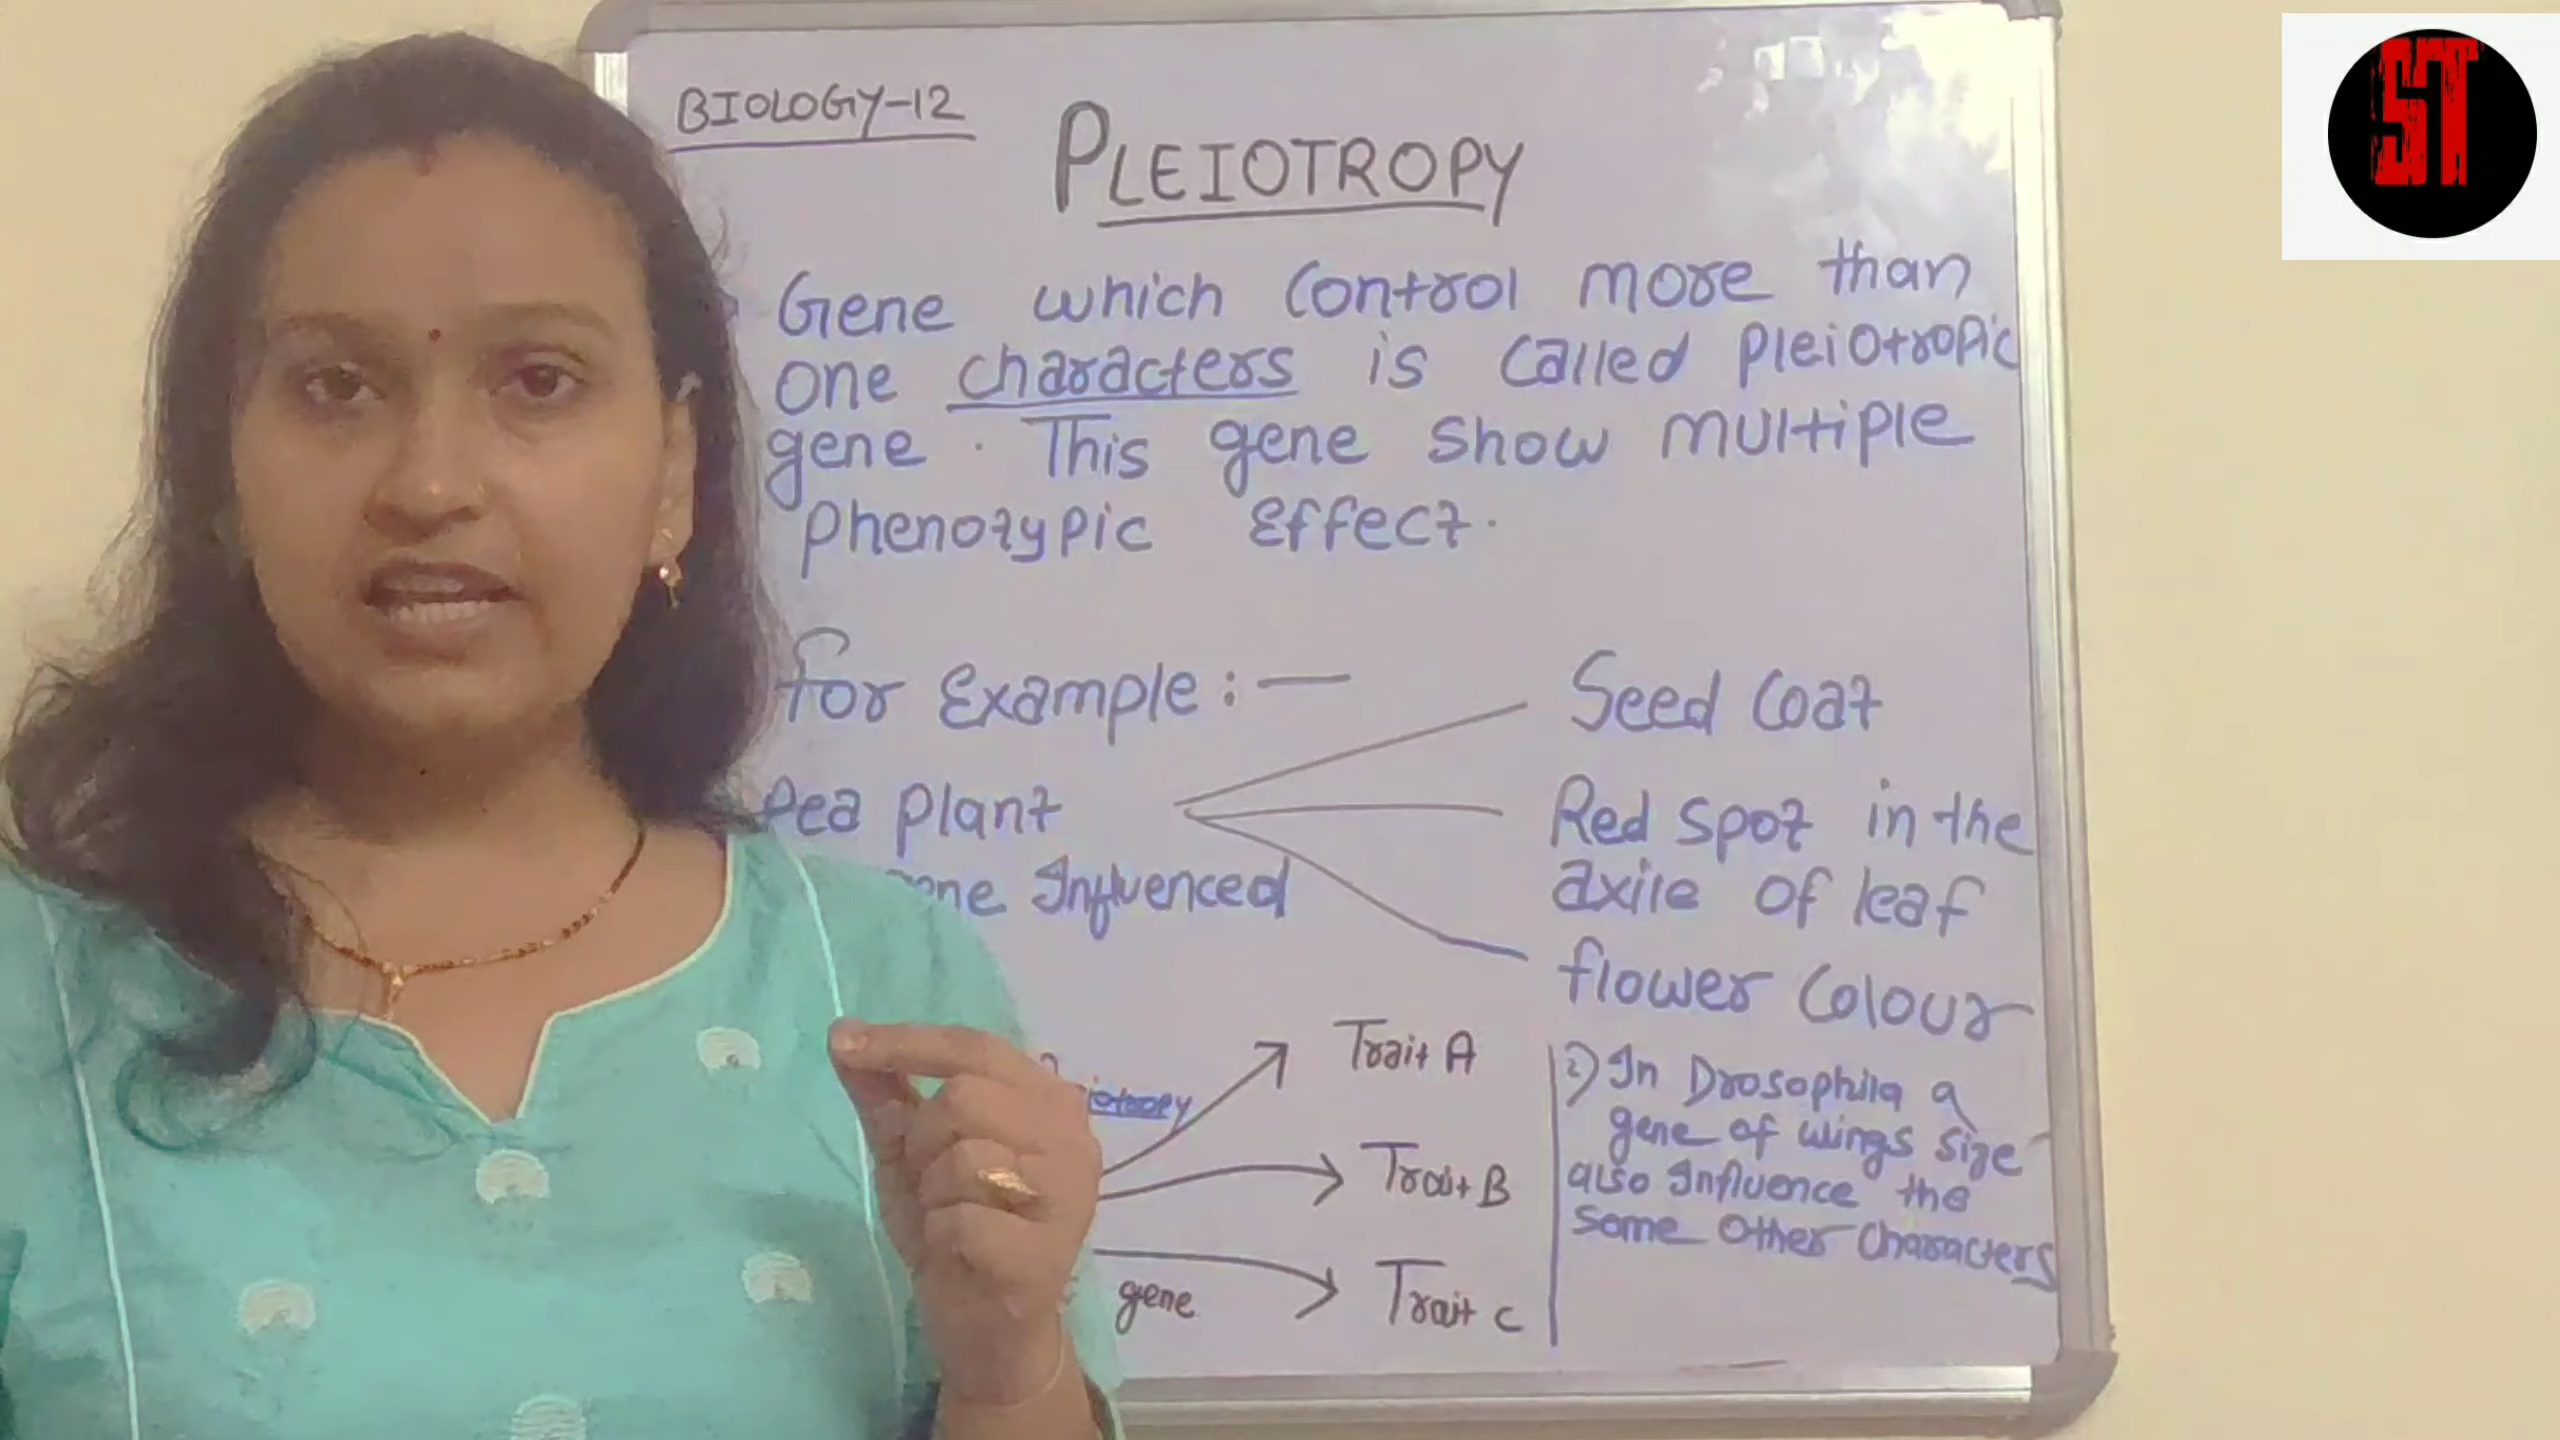 ST
BIOLOGY-12
PLEIOTROPY
Gene which control more than
one characters is called pleiotropic
gene. This gene show multiple
phenotypic Effect.
for Example:—
Seed coat
Pea plant
Red spot in the
Influenced
axile of leaf
flower colour
Trait A
Trait B
gene
Trait C
2) In Drosophila a
gene of wings size
also Influence the
Some Other Characters